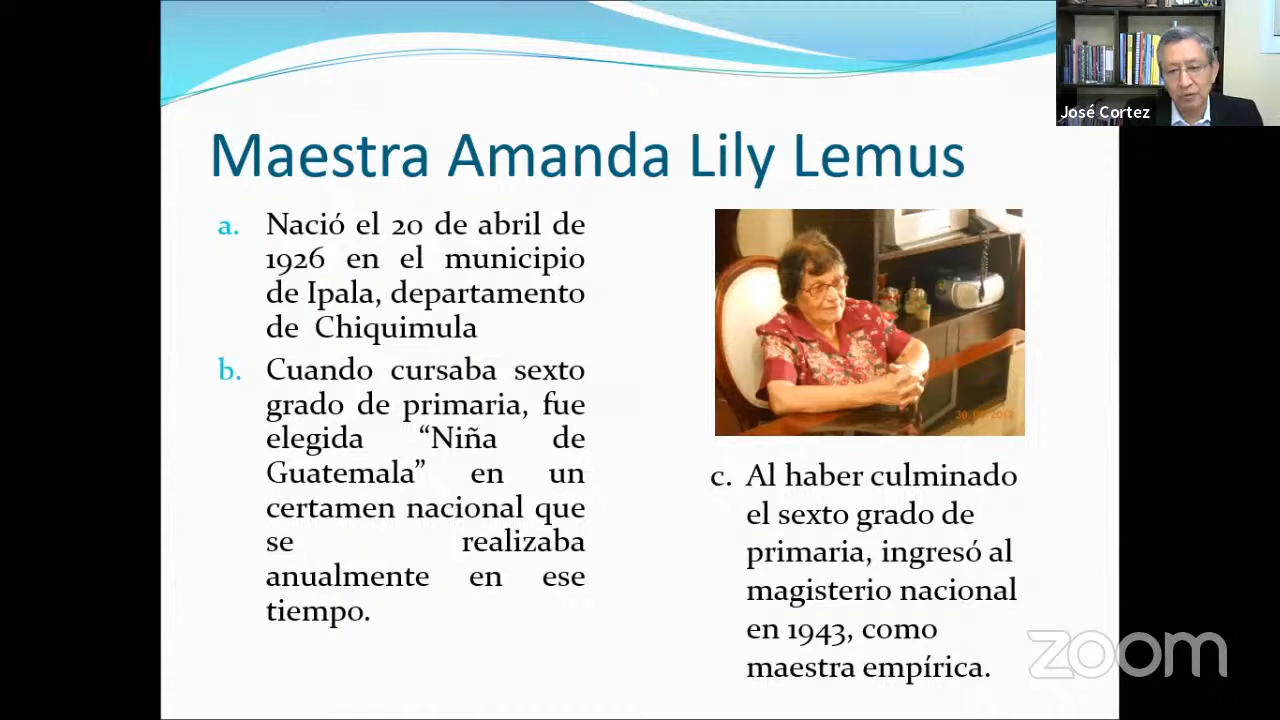 José Cortez
Maestra Amanda Lily Lemus
a. Nació el 20 de abril de
1926 en el municipio
de Ipala, departamento
de Chiquimula
b. Cuando cursaba sexto
grado de primaria, fue
elegida “Niña de
Guatemala” en un
certamen nacional que
se realizaba
anualmente en ese
tiempo.
c. Al haber culminado
el sexto grado de
primaria, ingresó al
magisterio nacional
en 1943, como
maestra empírica.
zoom